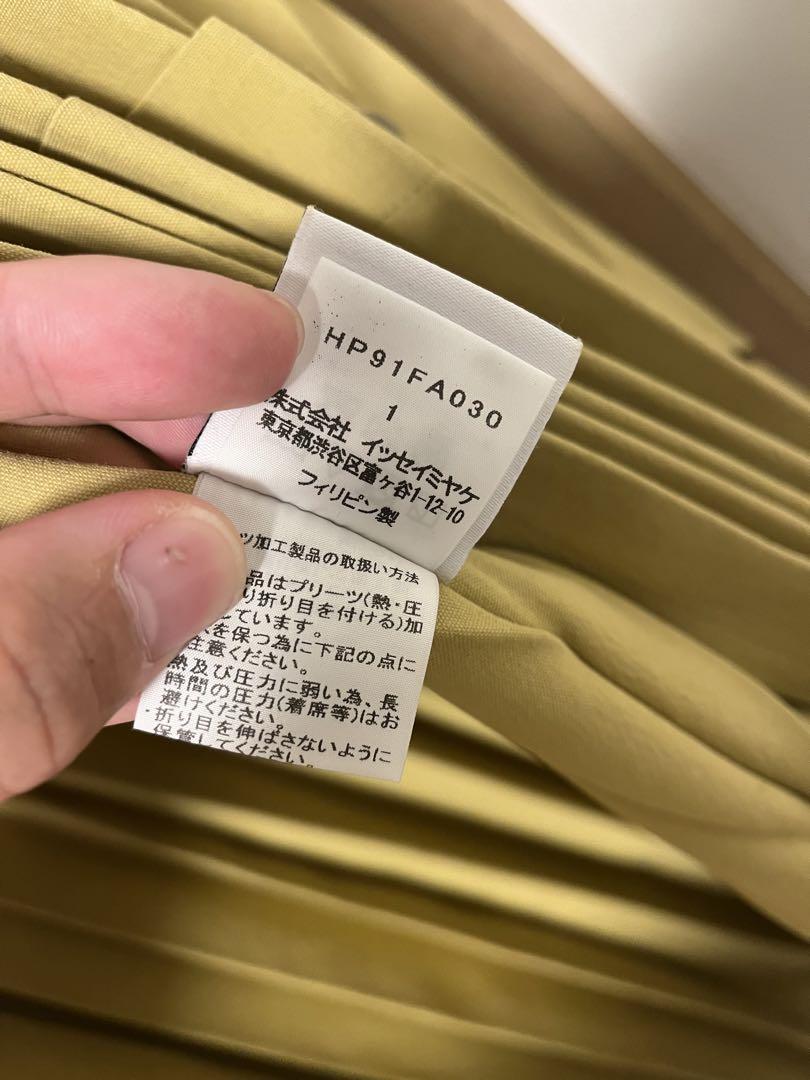 HP91FA030
1
株式会社 イッセイミヤケ
東京都渋谷区富ヶ谷1-12-10
フィリピン製
ツ加工製品の取扱い方法
品はプリーツ(熱・圧
り折り目を付ける)加
しています。
を保つ為に下記の点に
注意ください。
熱及び圧力に弱い為、長
時間の圧力(着席等)はお
避けください。
・折り目を伸ばさないように
保管してください。